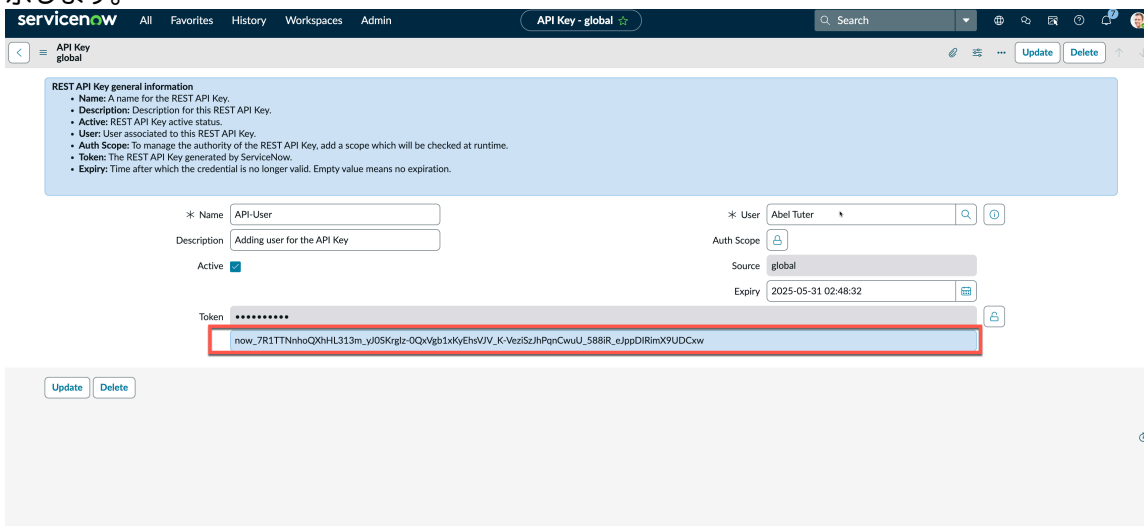 示します。
servicenow All Favorites History Workspaces Admin API Key - global ☆ Search 7
API Key
global
Update Delete
REST API Key general information
• Name: A name for the REST API Key.
• Description: Description for this REST API Key.
• Active: REST API Key active status.
• User: User associated to this REST API Key.
• Auth Scope: To manage the authority of the REST API Key, add a scope which will be checked at runtime.
• Token: The REST API Key generated by ServiceNow.
• Expiry: Time after which the credential is no longer valid. Empty value means no expiration.
Name API-User User Abel Tuter
Description Adding user for the API Key Auth Scope
Active Source global
Expiry 2025-05-31 02:48:32
Token ••••••••••
now_7R1TTNnhoQXhHL313m_yJ0SKrgIz-0QxVgb1xKyEhsVJV_K-VeziSzJhPqnCwuU_588iR_eJppDIRimX9UDCxw
Update Delete